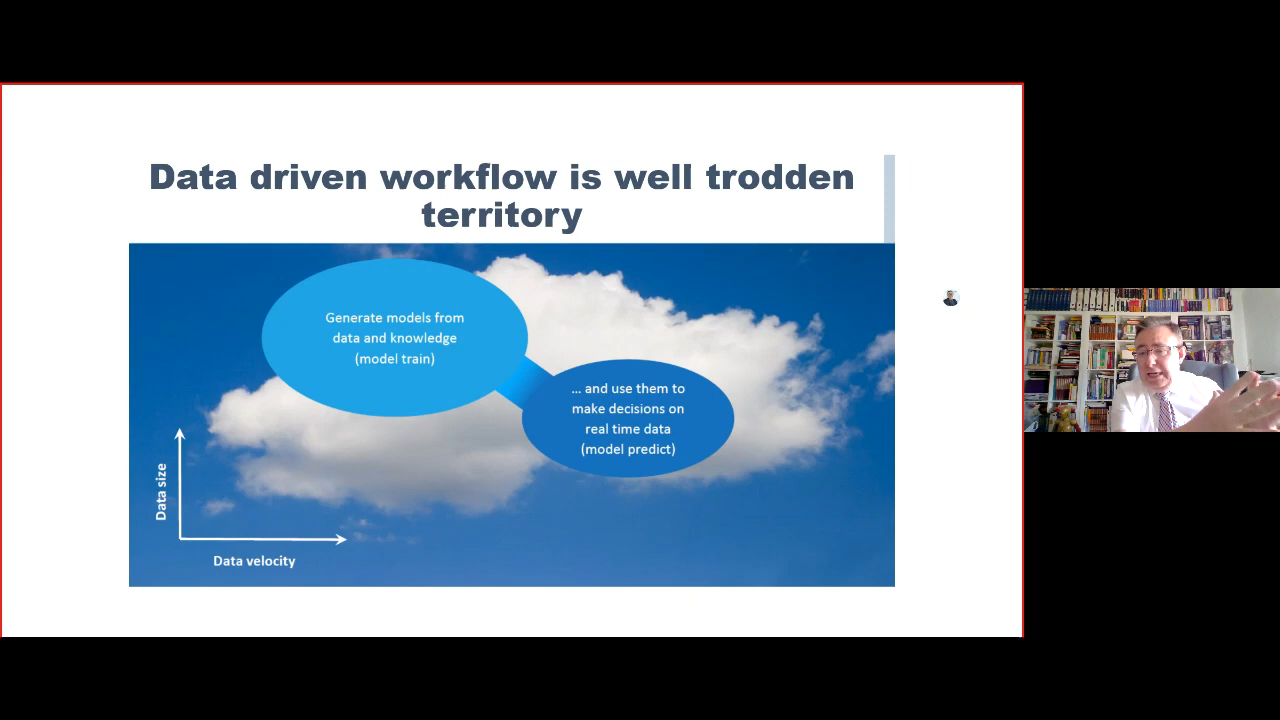 Data driven workflow is well trodden
territory
Generate models from
data and knowledge
(model train)
... and use them to
make decisions on
real time data
(model predict)
Data size
Data velocity